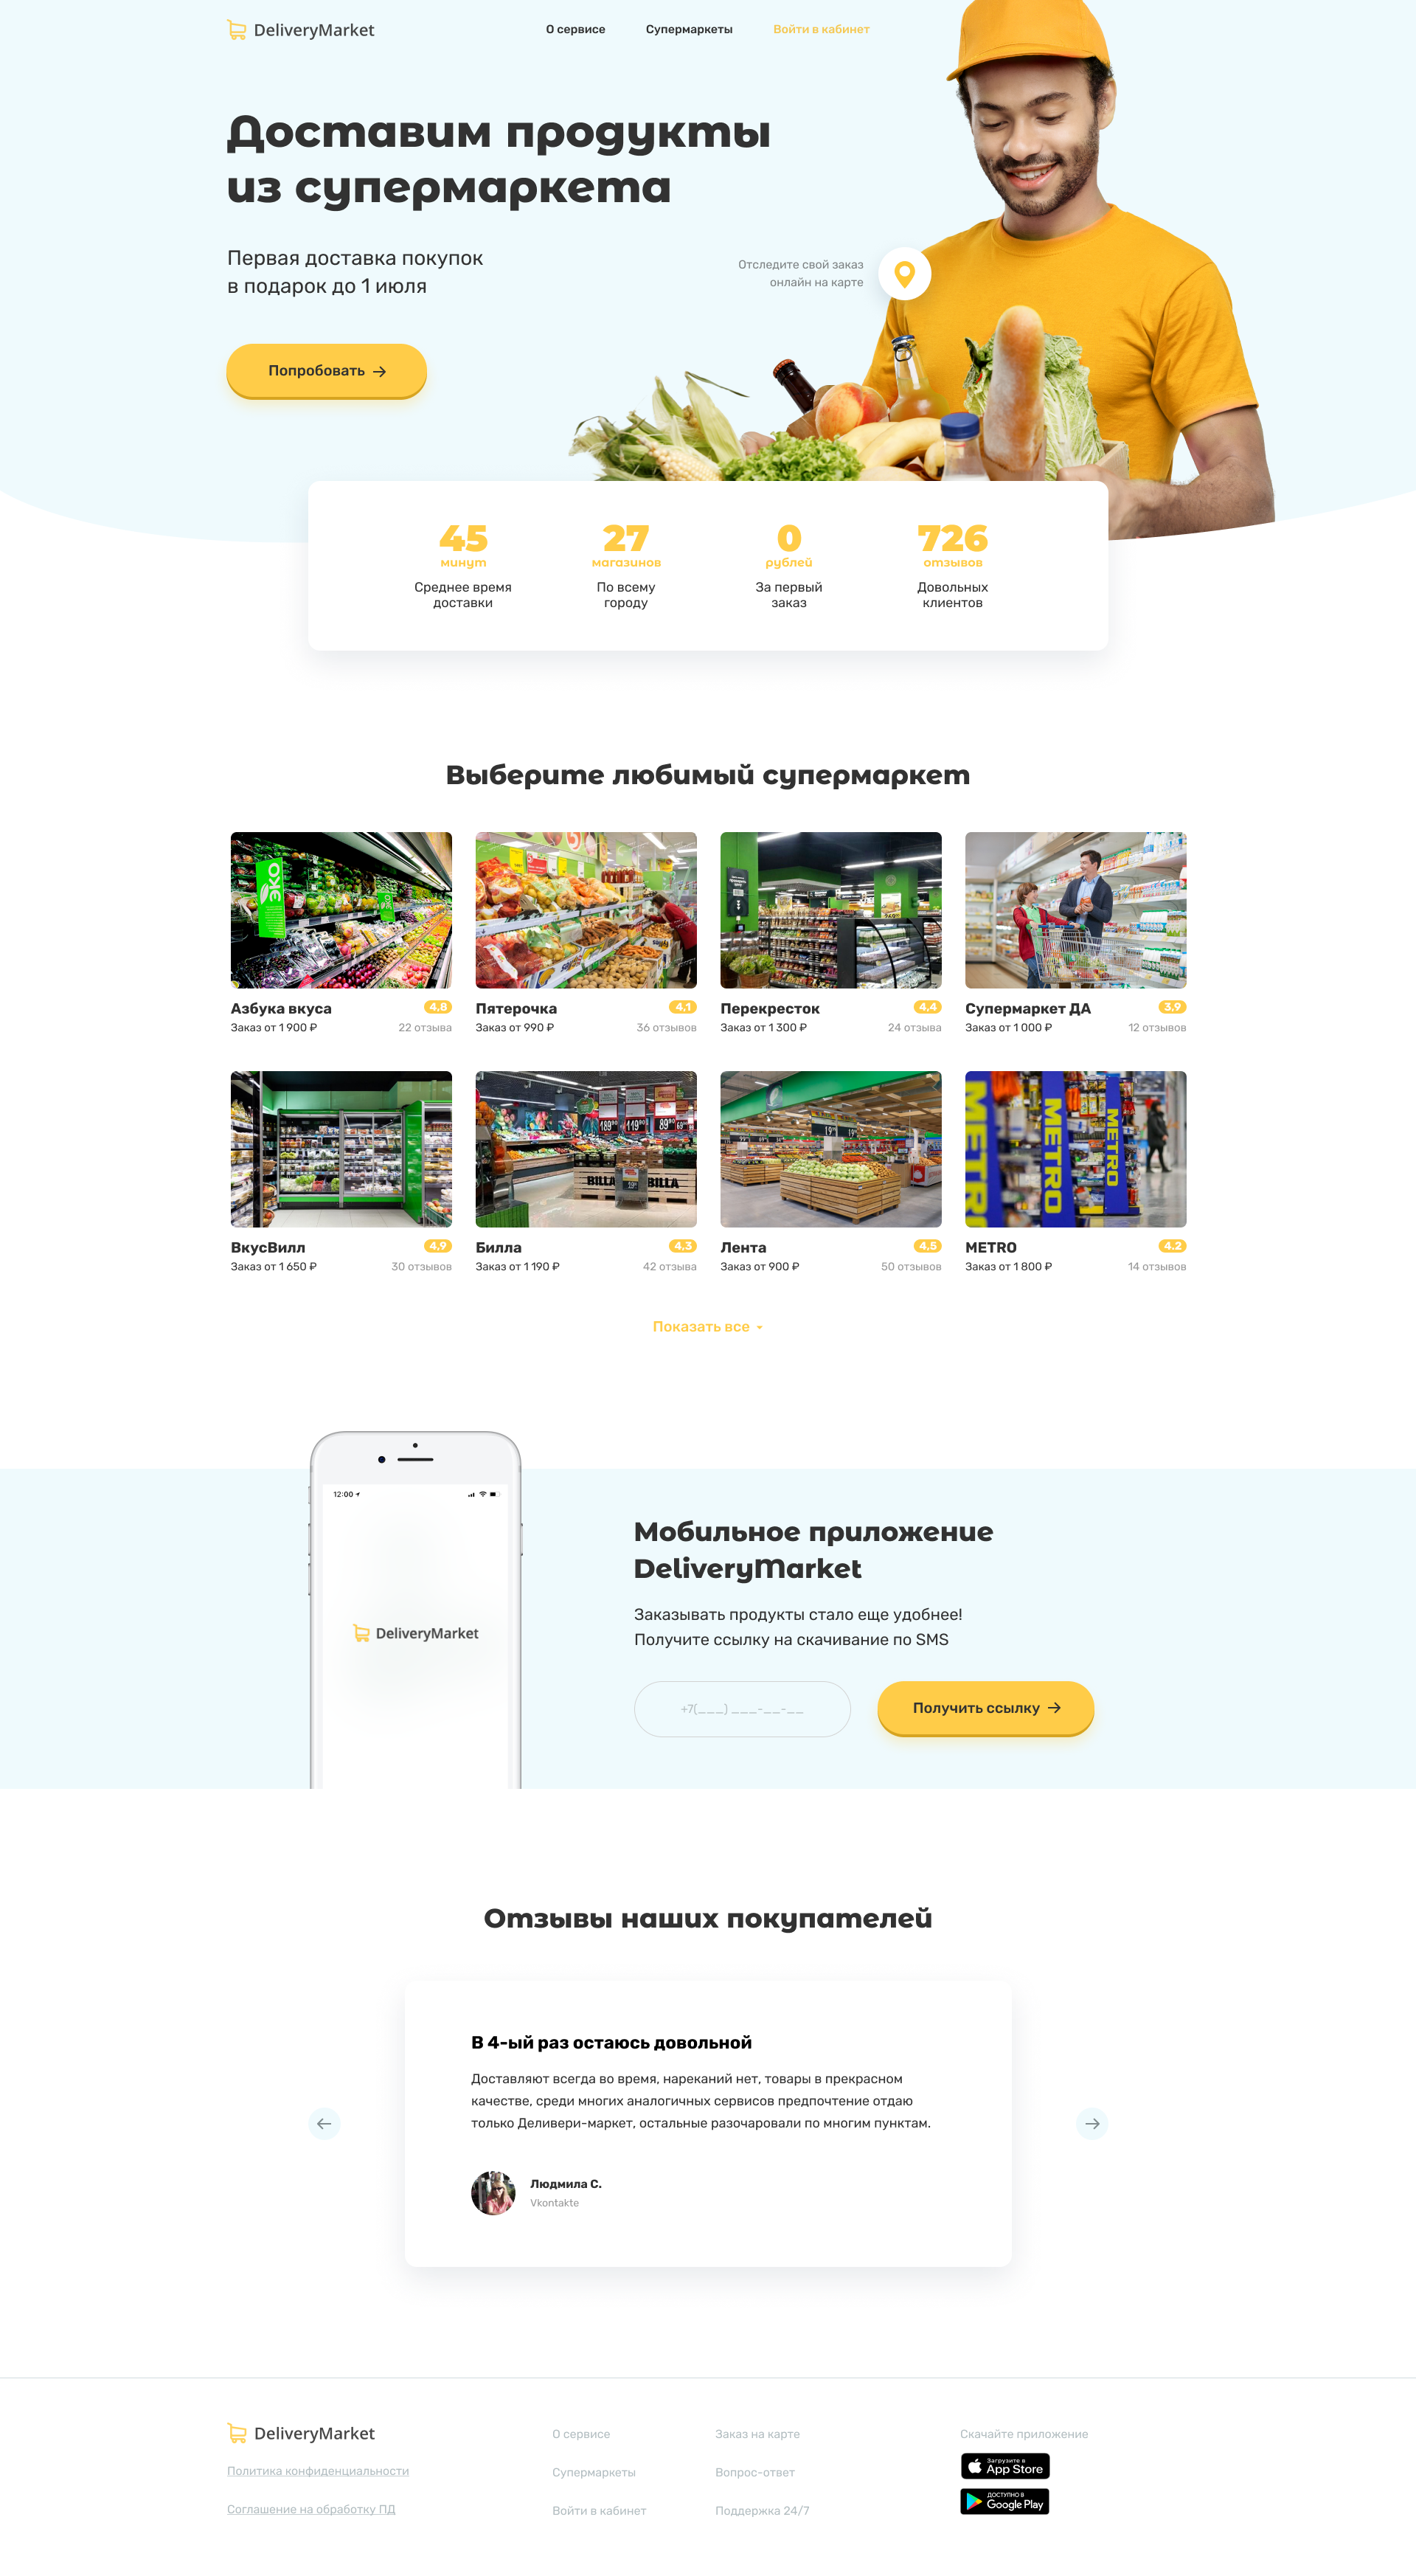 DeliveryMarket
О сервисе
Супермаркеты
Войти в кабинет
Доставим продукты
из супермаркета
Первая доставка покупок
в подарок до 1 июля
Отследите свой заказ
онлайн на карте
Попробовать
45
минут
Среднее время
доставки
27
магазинов
По всему
городу
0
рублей
За первый
заказ
726
отзывов
Довольных
клиентов
Выберите любимый супермаркет
ЭКО
Азбука вкуса 4,8
Заказ от 1 900 ₽ 22 отзыва
Пятерочка 4,1
Заказ от 990 ₽ 36 отзывов
Перекресток 4,4
Заказ от 1 300 ₽ 24 отзыва
Супермаркет ДА 3,9
Заказ от 1 000 ₽ 12 отзывов
BILLA
BILLA
METRO
METRO
METRO
ВкусВилл 4,9
Заказ от 1 650 ₽ 30 отзывов
Билла 4,3
Заказ от 1 190 ₽ 42 отзыва
Лента 4,5
Заказ от 900 ₽ 50 отзывов
METRO 4.2
Заказ от 1 800 ₽ 14 отзывов
Показать все
12:00
DeliveryMarket
Мобильное приложение
DeliveryMarket
Заказывать продукты стало еще удобнее!
Получите ссылку на скачивание по SMS
+7(___) ___-__-__
Получить ссылку
Отзывы наших покупателей
В 4-ый раз остаюсь довольной
Доставляют всегда во время, нареканий нет, товары в прекрасном
качестве, среди многих аналогичных сервисов предпочтение отдаю
только Деливери-маркет, остальные разочаровали по многим пунктам.
Людмила С.
Vkontakte
DeliveryMarket
Политика конфиденциальности
Соглашение на обработку ПД
О сервисе
Супермаркеты
Войти в кабинет
Заказ на карте
Вопрос-ответ
Поддержка 24/7
Скачайте приложение
Загрузите в
App Store
ДОСТУПНО В
Google Play